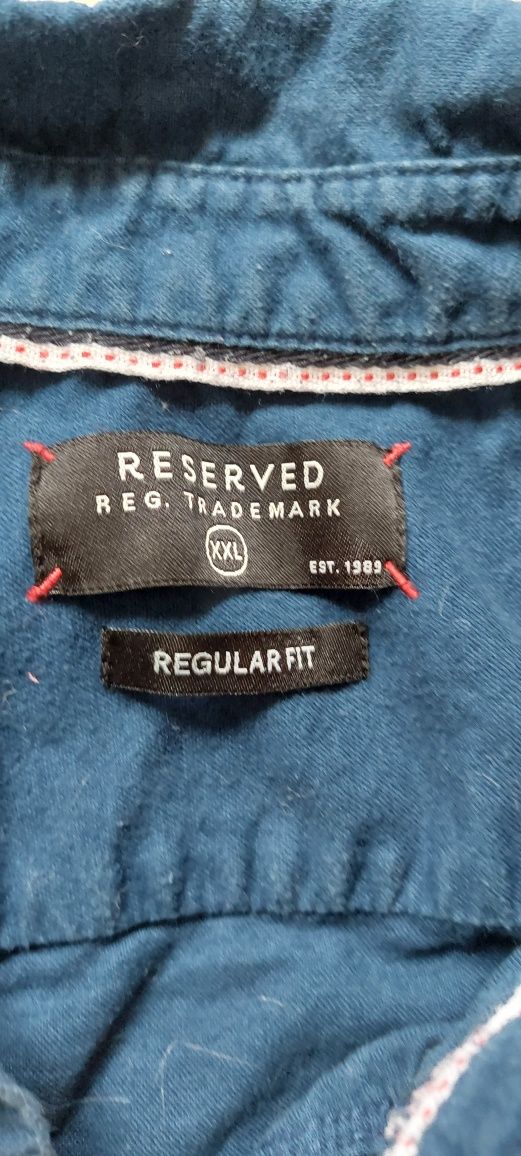 RESERVED
REG. TRADEMARK
XXL
EST. 1989
REGULAR FIT